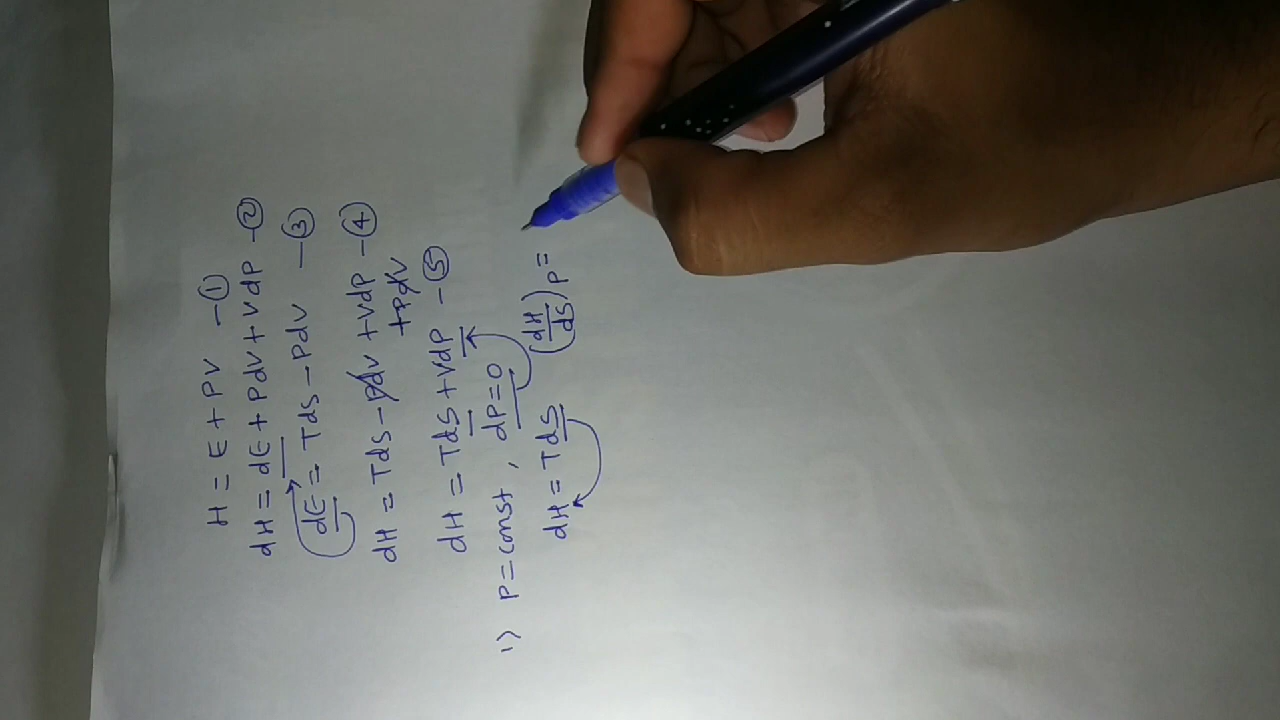 H = E + PV - ①
dH = dE + Pdv + vdP - ②
dE = Tds - Pdv - ③
dH = Tds - Pdv + vdp - ④
+ Pdv
dH = Tds + vdP - ⑤
1) P = const , dP = 0
dH = Tds (dH/ds)P =